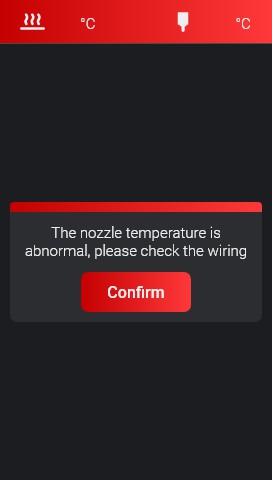 °C °C
The nozzle temperature is
abnormal, please check the wiring
Confirm